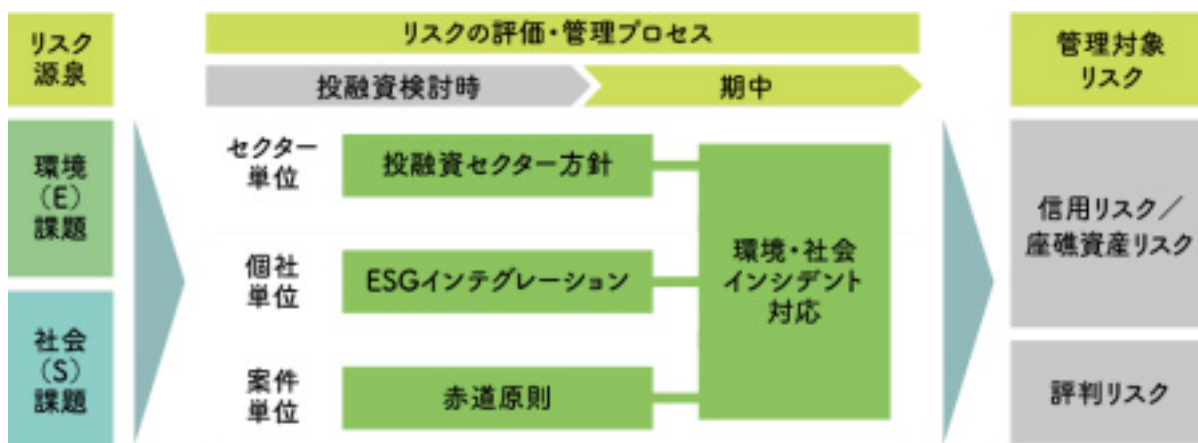 リスク
源泉
リスクの評価・管理プロセス
管理対象
リスク
投融資検討時
期中
環境
(E)
課題
社会
(S)
課題
セクター
単位
投融資セクター方針
個社
単位
ESGインテグレーション
案件
単位
赤道原則
環境・社会
インシデント
対応
信用リスク／
座礁資産リスク
評判リスク